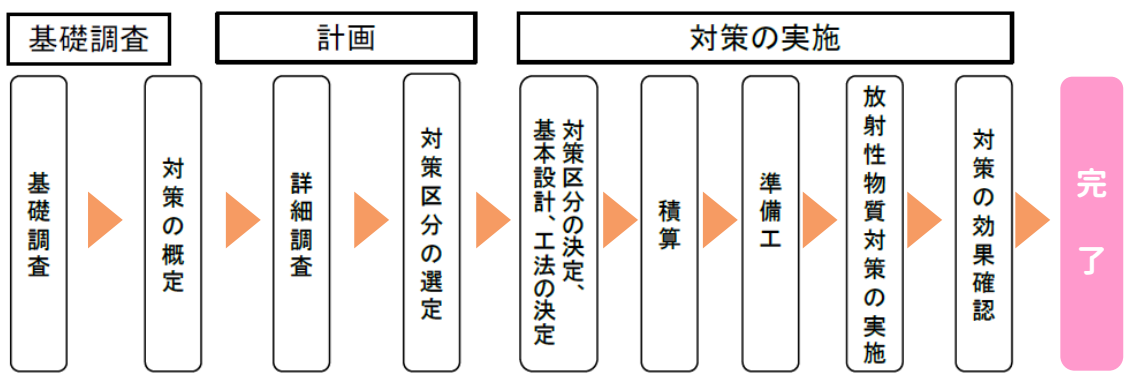 基礎調査
計画
対策の実施
基礎調査
対策の概定
詳細調査
対策区分の選定
対策区分の決定、
基本設計、工法の決定
積算
準備工
放射性物質対策の実施
対策の効果確認
完了